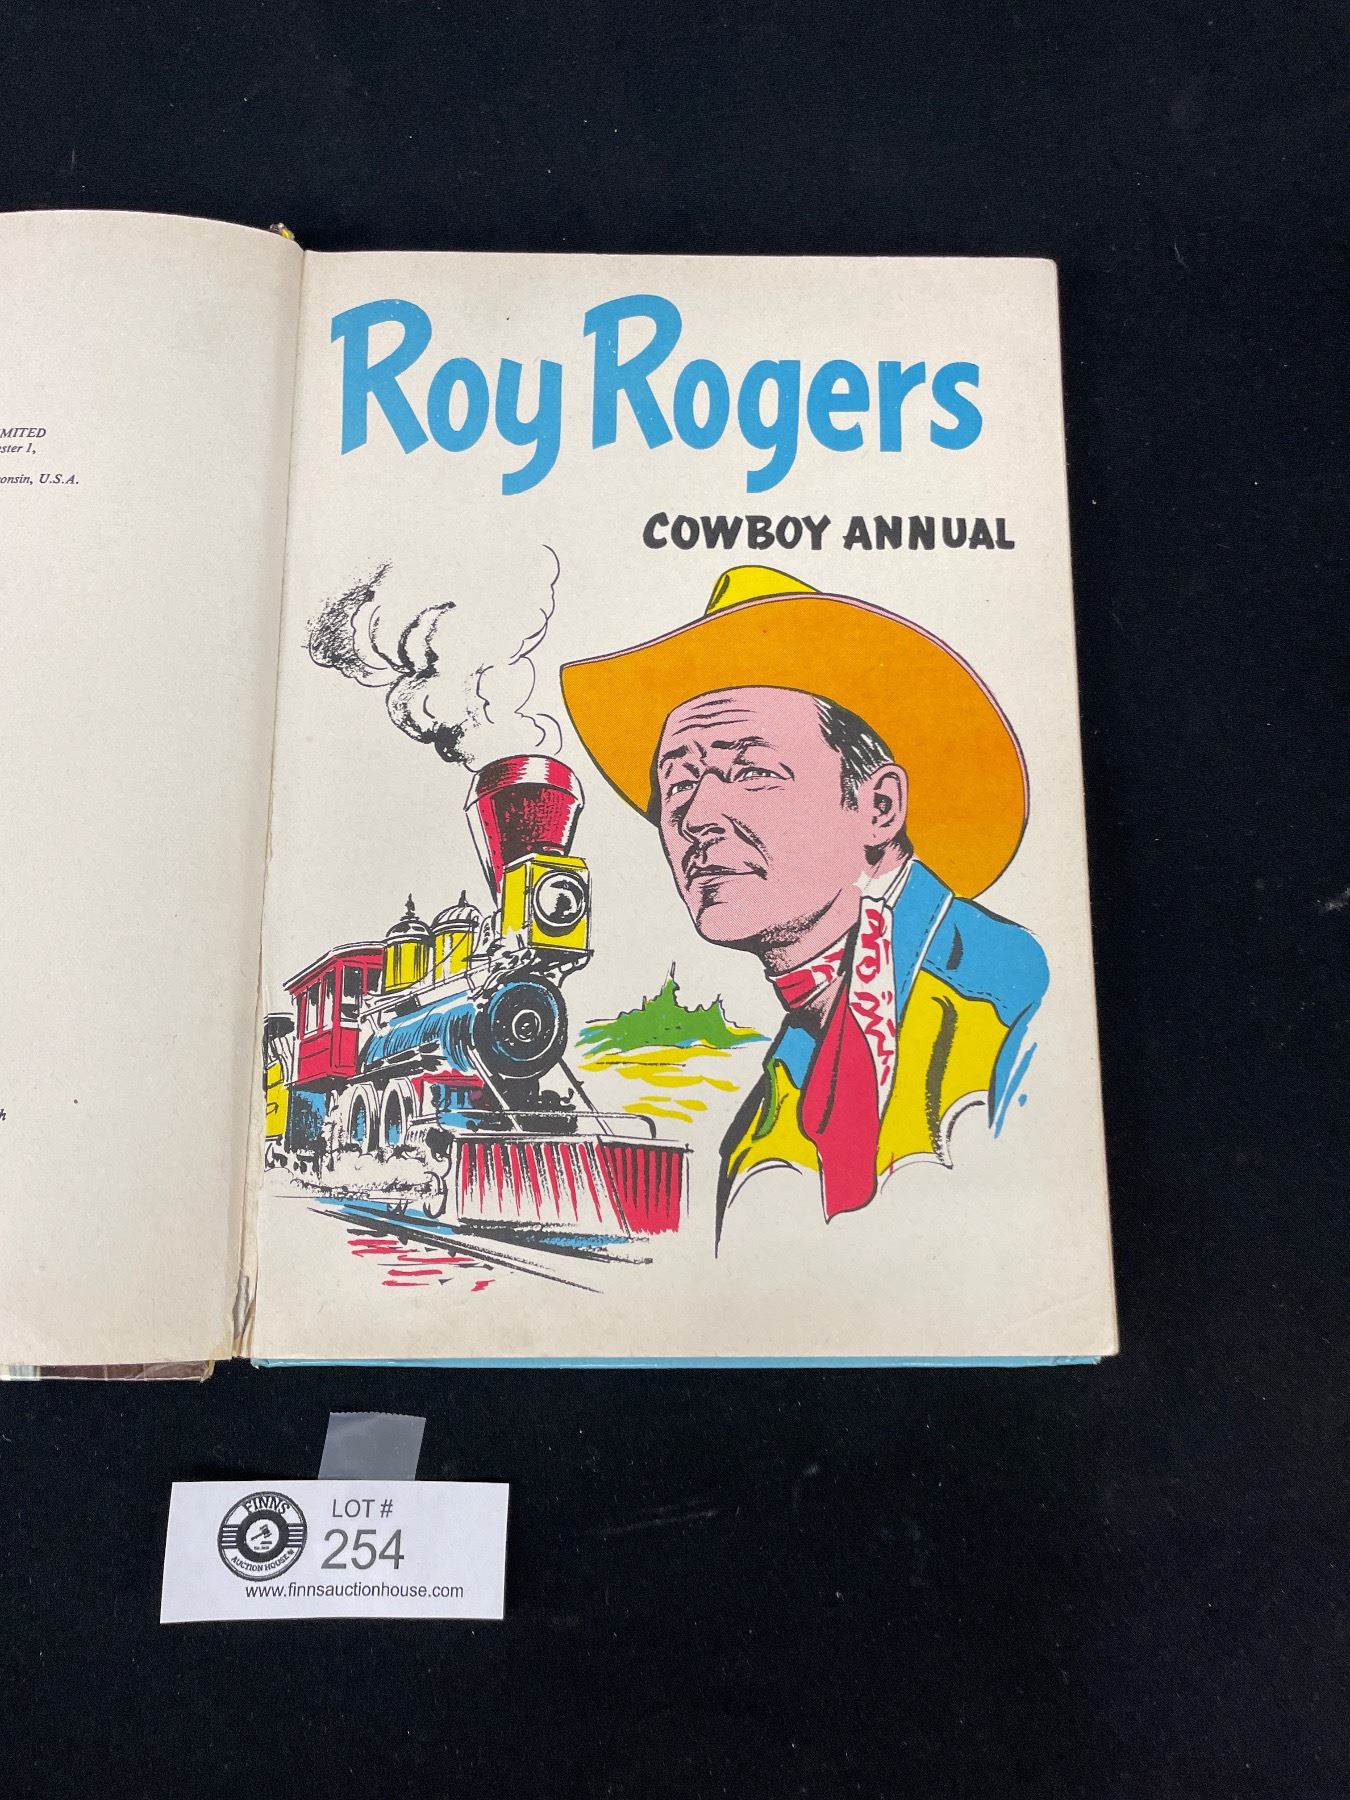 MITED
ster 1,
onsin, U.S.A.
h
Roy Rogers
COWBOY ANNUAL
FINNS
AUCTION HOUSE
LOT #
254
www.finnsauctionhouse.com